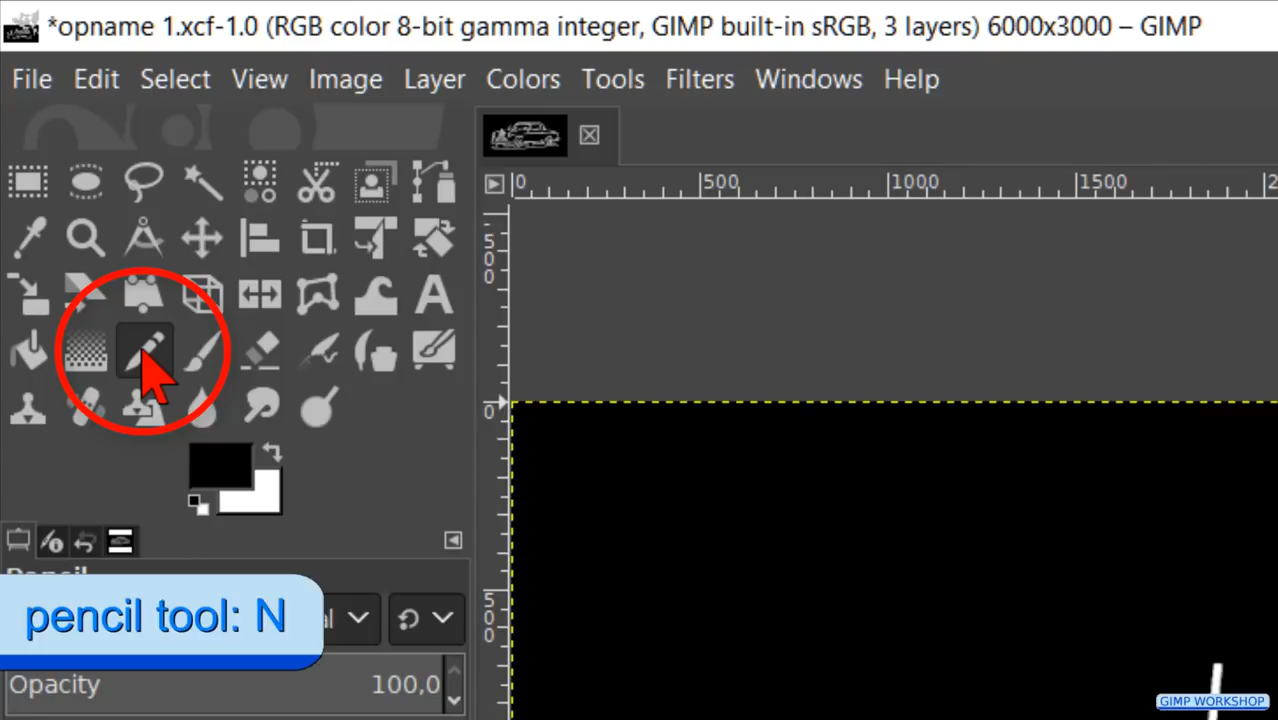 *opname 1.xcf-1.0 (RGB color 8-bit gamma integer, GIMP built-in sRGB, 3 layers) 6000x3000 – GIMP
File Edit Select View Image Layer Colors Tools Filters Windows Help
0 500 1000 1500 2
-500
0
500
pencil tool: N
Opacity 100,0
GIMP WORKSHOP